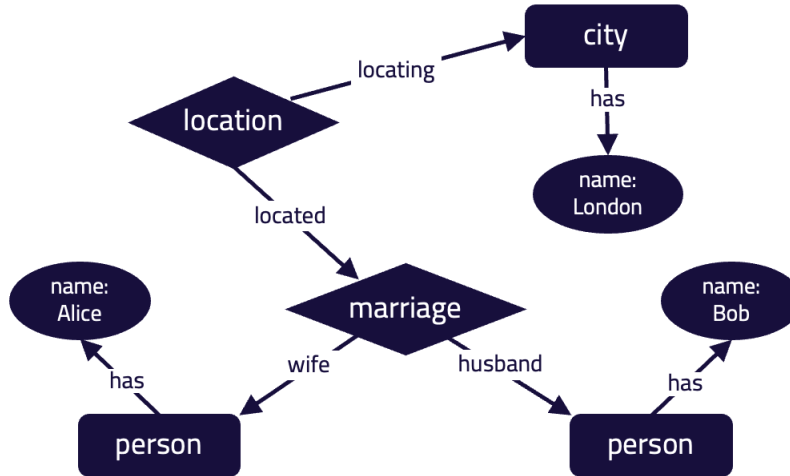 city
locating
has
location
name:
London
located
name:
Alice
name:
Bob
marriage
wife
husband
has
has
person
person